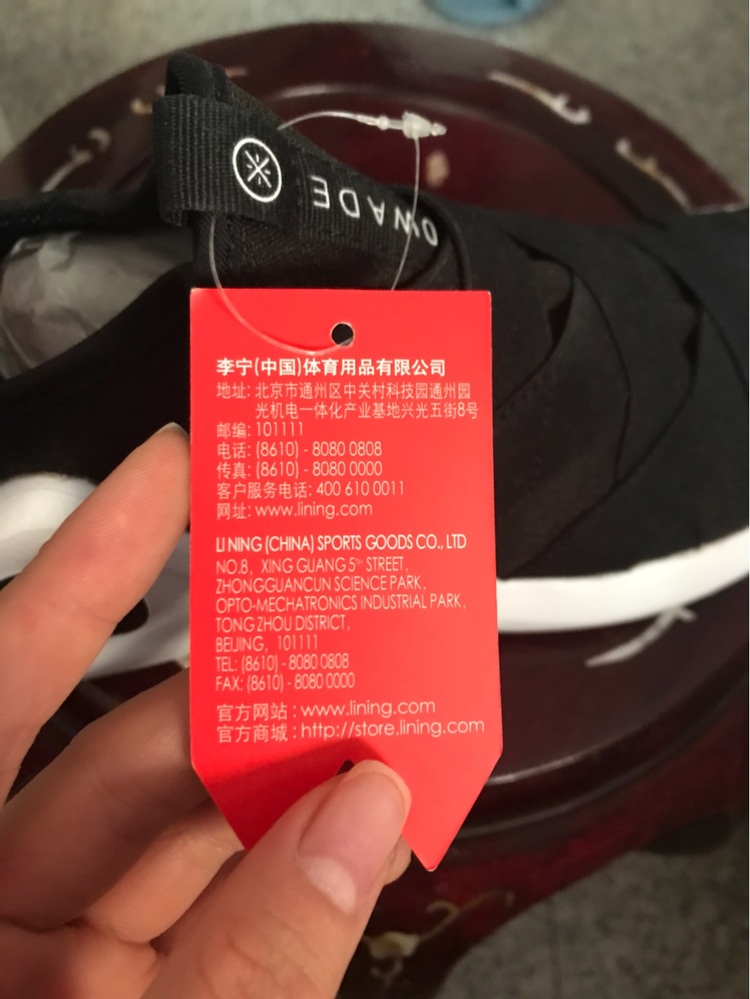 OWADE
李宁(中国)体育用品有限公司
地址: 北京市通州区中关村科技园通州园
光机电一体化产业基地兴光五街8号
邮编: 101111
电话: (8610) - 8080 0808
传真: (8610) - 8080 0000
客户服务电话: 400 610 0011
网址: www.lining.com
LI NING (CHINA) SPORTS GOODS CO., LTD
NO.8, XING GUANG 5TH STREET,
ZHONGGUANCUN SCIENCE PARK,
OPTO-MECHATRONICS INDUSTRIAL PARK,
TONG ZHOU DISTRICT,
BEIJING, 101111
TEL: (8610) - 8080 0808
FAX: (8610) - 8080 0000
官方网站 : www.lining.com
官方商城 : http://store.lining.com